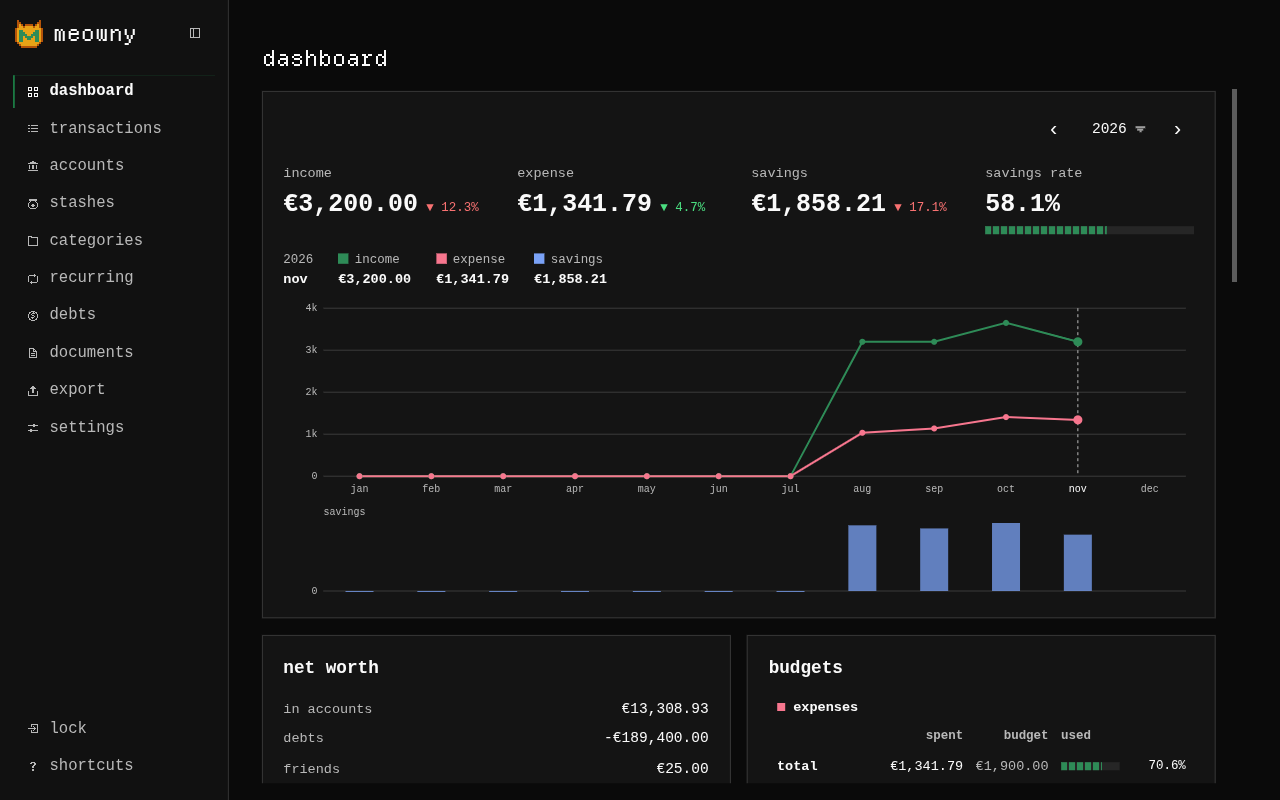 meowny
dashboard
transactions
accounts
stashes
categories
recurring
debts
documents
export
settings
lock
? shortcuts
dashboard
‹ 2026 ›
income expense savings savings rate
€3,200.00 ▼ 12.3% €1,341.79 ▼ 4.7% €1,858.21 ▼ 17.1% 58.1%
2026 income expense savings
nov €3,200.00 €1,341.79 €1,858.21
4k
3k
2k
1k
0
jan feb mar apr may jun jul aug sep oct nov dec
savings
0
net worth
in accounts €13,308.93
debts -€189,400.00
friends €25.00
budgets
expenses
spent budget used
total €1,341.79 €1,900.00 70.6%